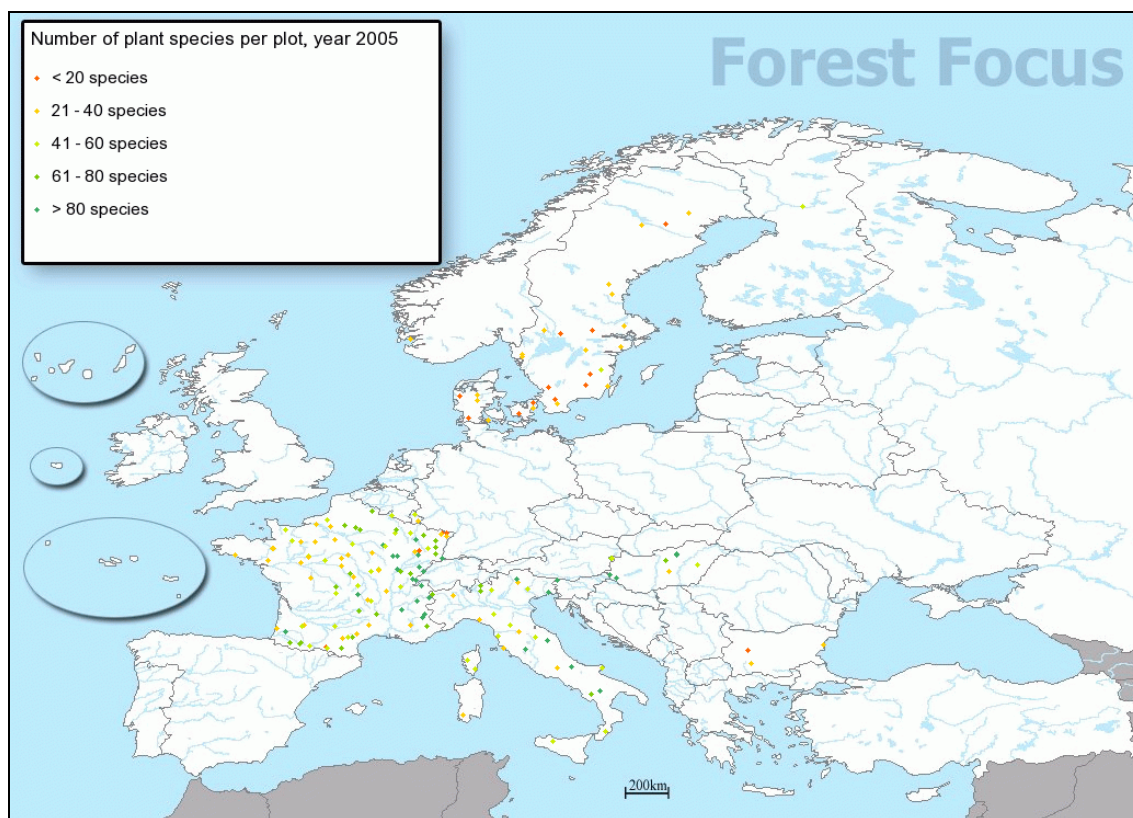 Number of plant species per plot, year 2005
Forest Focus
< 20 species
21 - 40 species
41 - 60 species
61 - 80 species
> 80 species
200km